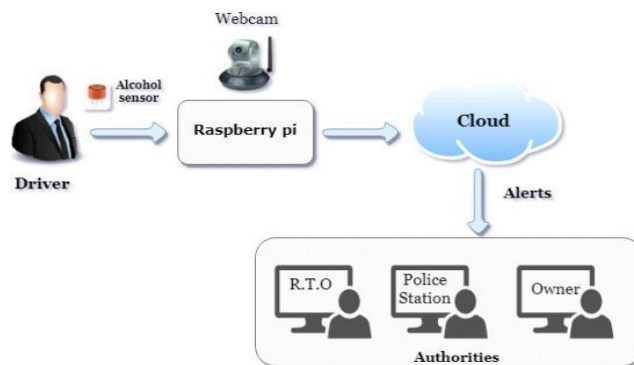 Webcam
Alcohol
sensor
Raspberry pi
Cloud
Driver
Alerts
R.T.O
Police
Station
Owner
Authorities